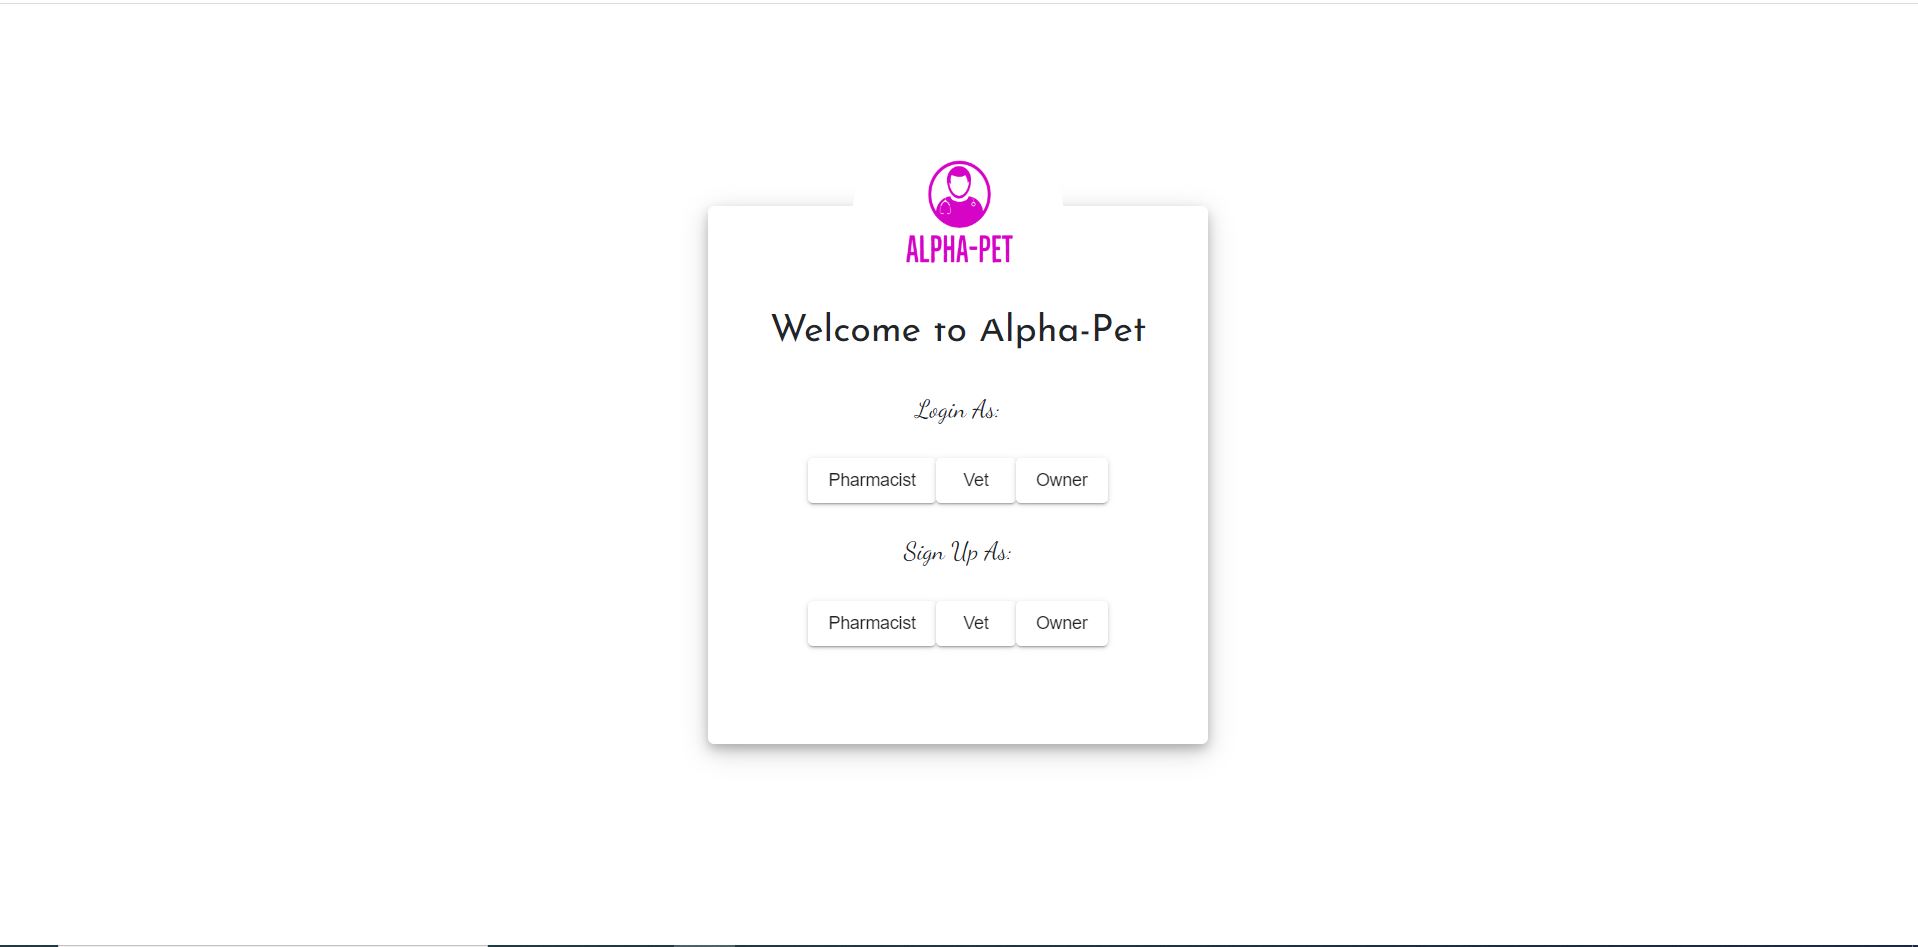 ALPHA-PET
Welcome to Alpha-Pet
Login As:
Pharmacist Vet Owner
Sign Up As:
Pharmacist Vet Owner